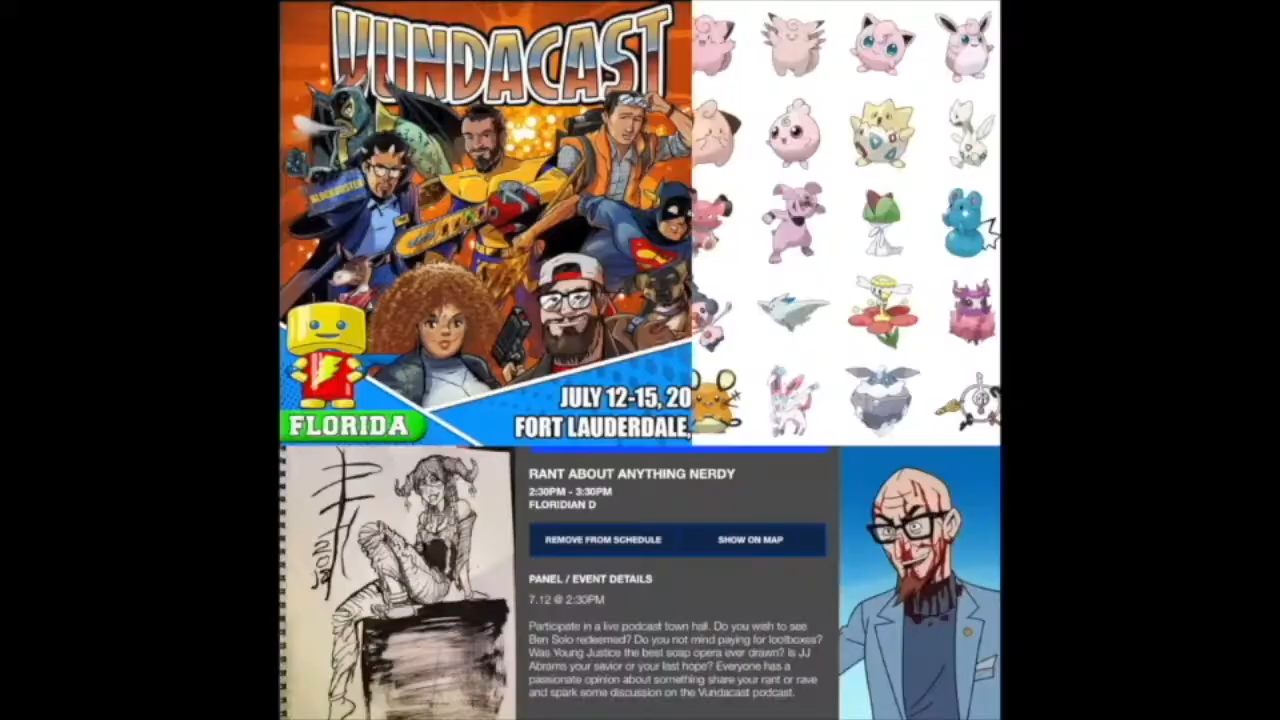 VUNDACAST
BLOCKBUSTER
FLORIDA
JULY 12-15, 20
FORT LAUDERDALE,
RANT ABOUT ANYTHING NERDY
2:30PM - 3:30PM
FLORIDIAN D
REMOVE FROM SCHEDULE
SHOW ON MAP
PANEL / EVENT DETAILS
7.12 @ 2:30PM
Participate in a live podcast town hall. Do you wish to see
Ben Solo redeemed? Do you not mind paying for lootboxes?
Was Young Justice the best soap opera ever drawn? Is JJ
Abrams your savior or your last hope? Everyone has a
passionate opinion about something share your rant or rave
and spark some discussion on the Vundacast podcast.